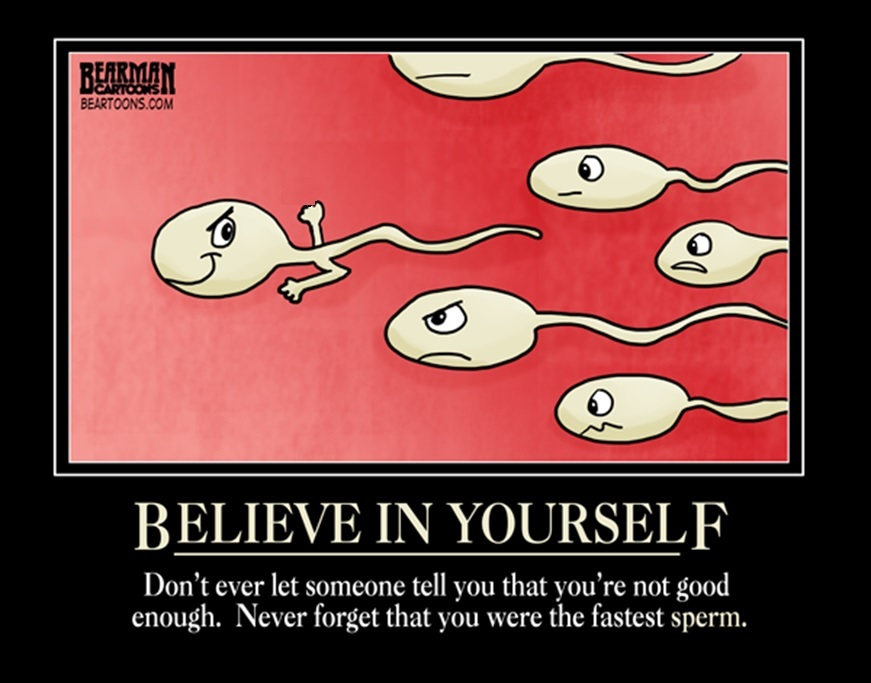 BEARMAN
CARTOONS
BEARTOONS.COM
BELIEVE IN YOURSELF
Don't ever let someone tell you that you're not good
enough.  Never forget that you were the fastest sperm.